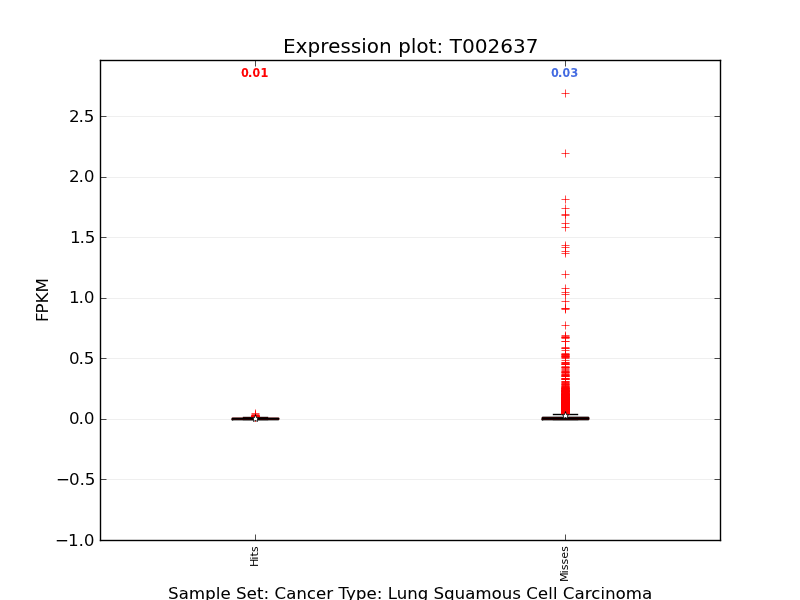 Expression plot: T002637
0.01
0.03
2.5
2.0
1.5
1.0
0.5
0.0
−0.5
−1.0
FPKM
Hits
Misses
Sample Set: Cancer Type: Lung Squamous Cell Carcinoma